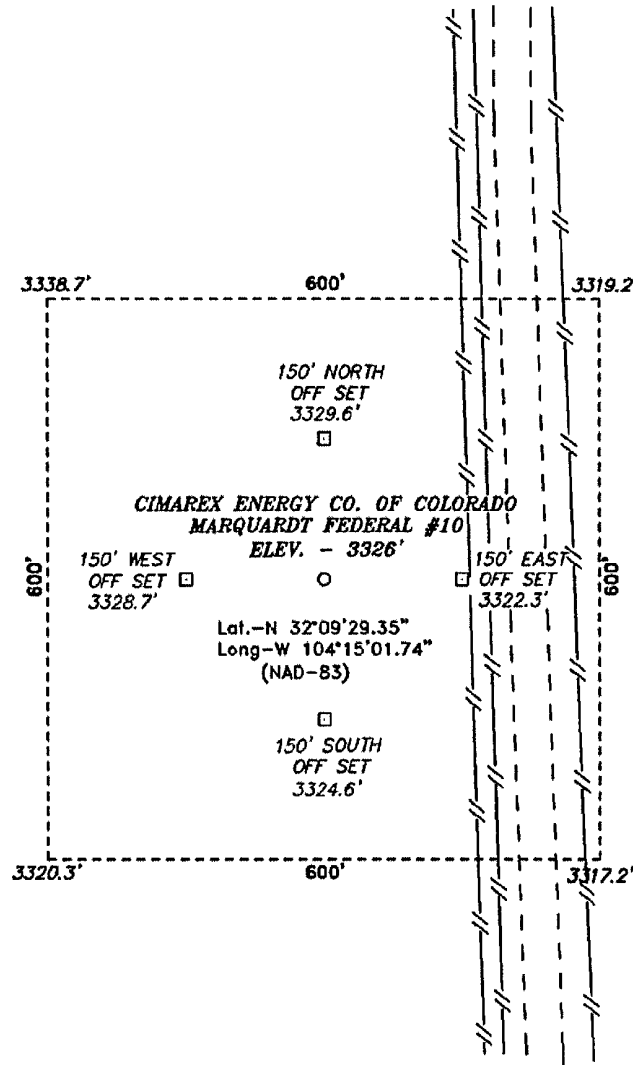 3338.7' 600' 3319.2
150' NORTH
OFF SET
3329.6'
CIMAREX ENERGY CO. OF COLORADO
MARQUARDT FEDERAL #10
ELEV. - 3326'
600'
150' WEST
OFF SET
3328.7'
150' EAST
OFF SET
3322.3'
600'
Lat.-N 32°09'29.35"
Long-W 104°15'01.74"
(NAD-83)
150' SOUTH
OFF SET
3324.6'
3320.3' 600' 3317.2'